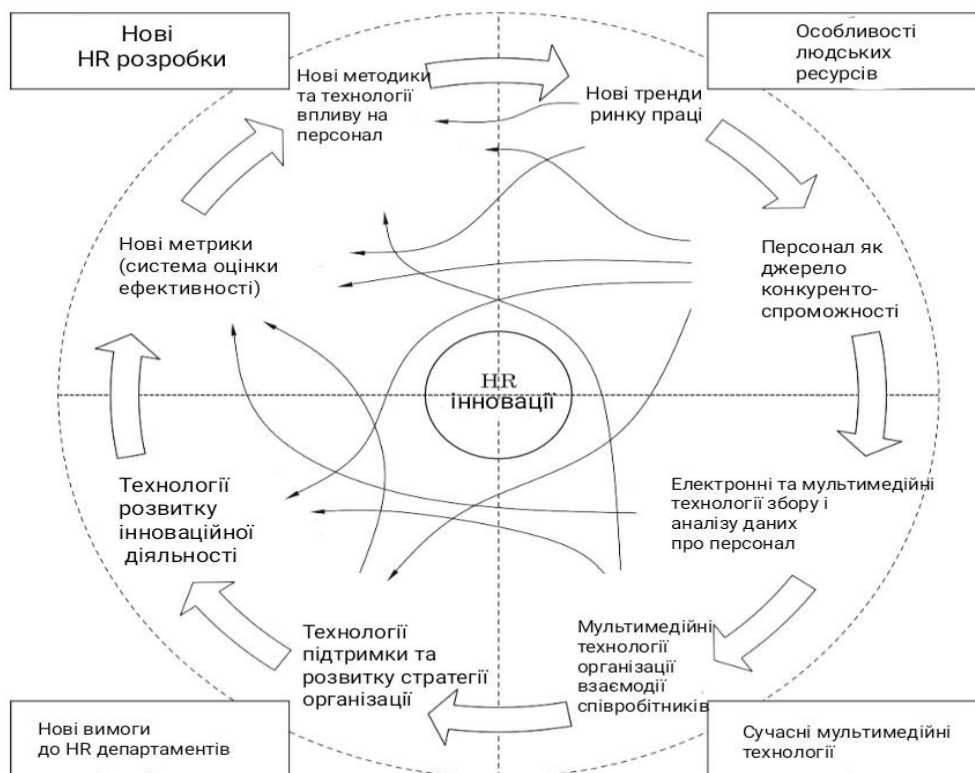 Нові
HR розробки
Особливості
людських
ресурсів
Нові методики
та технології
впливу на
персонал
Нові тренди
ринку праці
Нові метрики
(система оцінки
ефективності)
Персонал як
джерело
конкуренто-
спроможності
HR
інновації
Технології
розвитку
інноваційної
діяльності
Електронні та мультимедійні
технології збору і
аналізу даних
про персонал
Технології
підтримки та
розвитку стратегії
організації
Мультимедійні
технології
організації
взаємодії
співробітників
Нові вимоги
до HR департаментів
Сучасні мультимедійні
технології